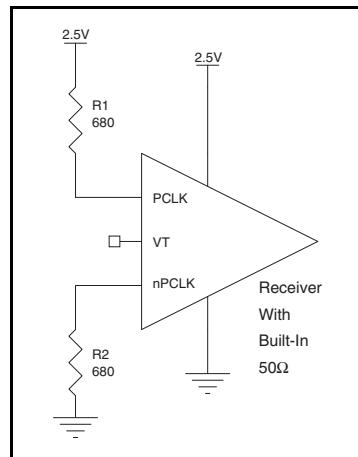 2.5V
2.5V
R1
680
PCLK
VT
nPCLK
Receiver
With
Built-In
50Ω
R2
680